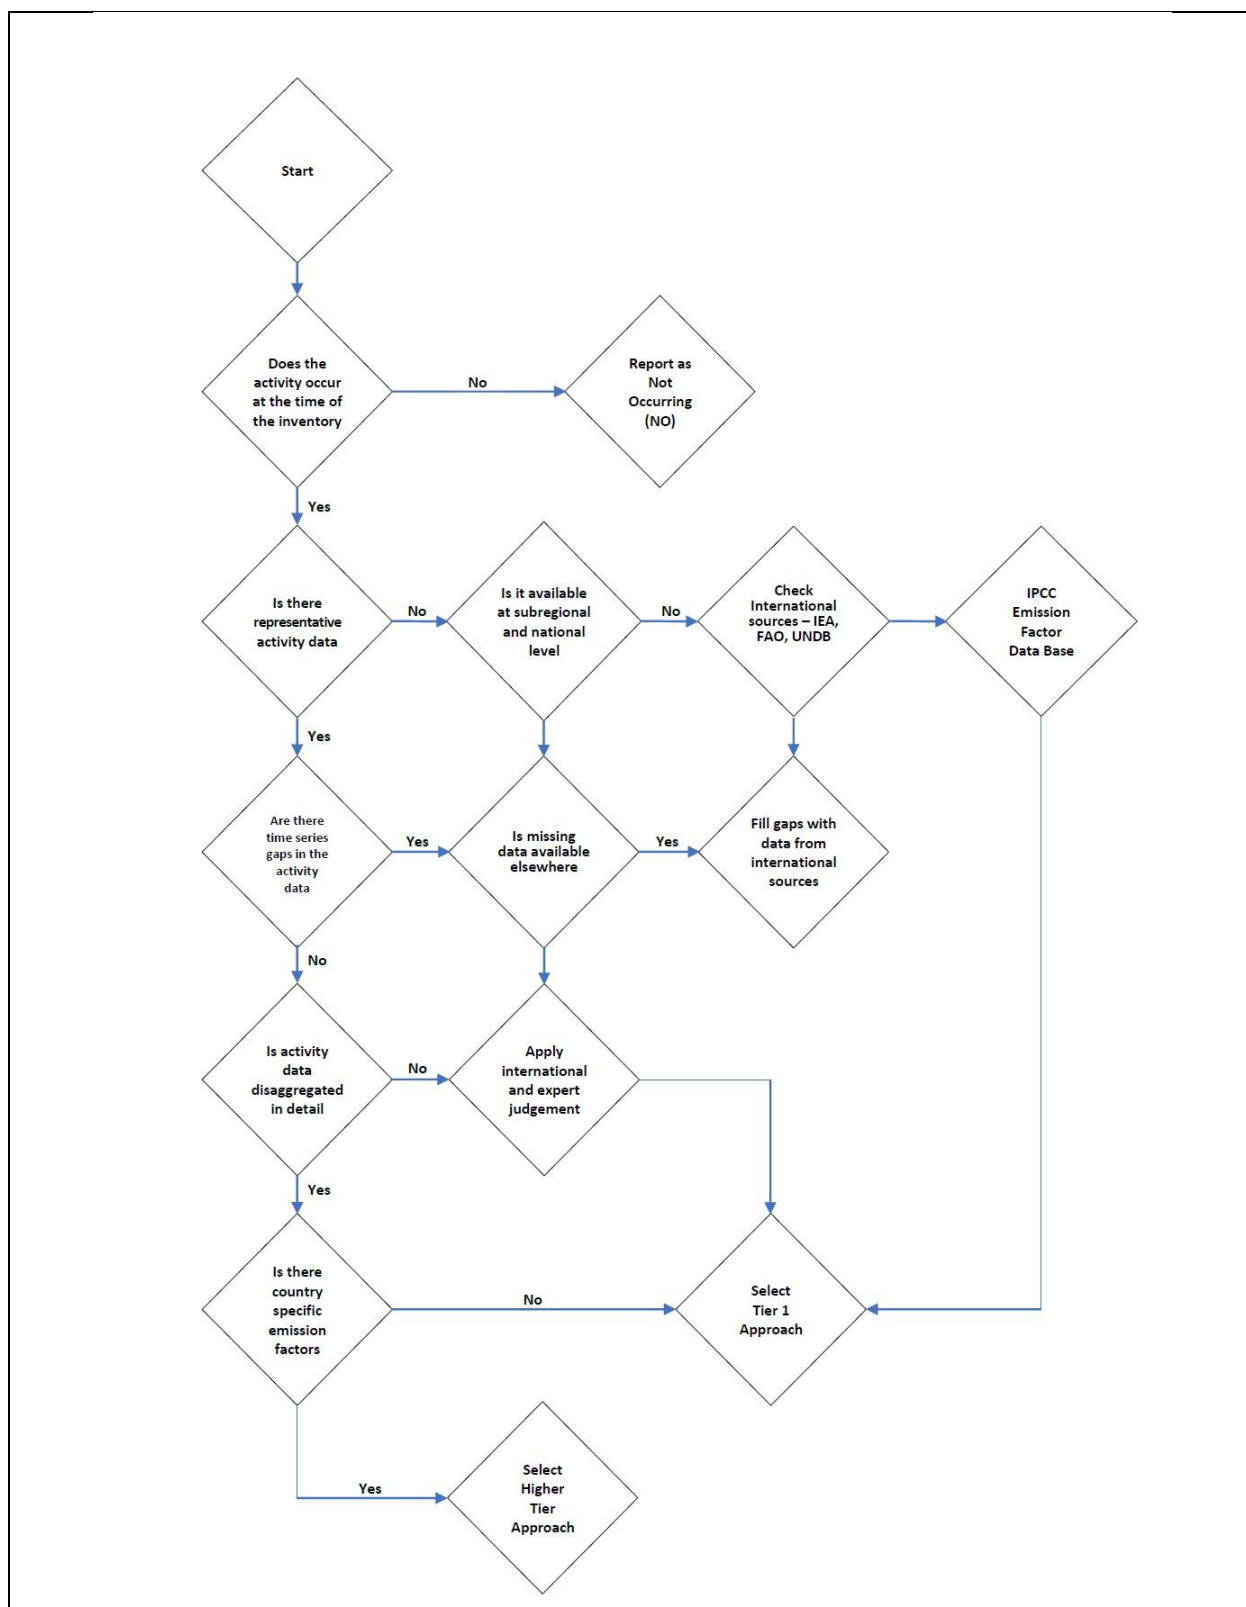 Start
Does the
activity occur
at the time of
the inventory
No
Report as
Not
Occurring
(NO)
Yes
Is there
representative
activity data
No
Is it available
at subregional
and national
level
No
Check
International
sources – IEA,
FAO, UNDB
IPCC
Emission
Factor
Data Base
Yes
Are there
time series
gaps in the
activity
data
Yes
Is missing
data available
elsewhere
Yes
Fill gaps with
data from
international
sources
No
Is activity
data
disaggregated
in detail
No
Apply
international
and expert
judgement
Yes
Is there
country
specific
emission
factors
No
Select
Tier 1
Approach
Yes
Select
Higher
Tier
Approach